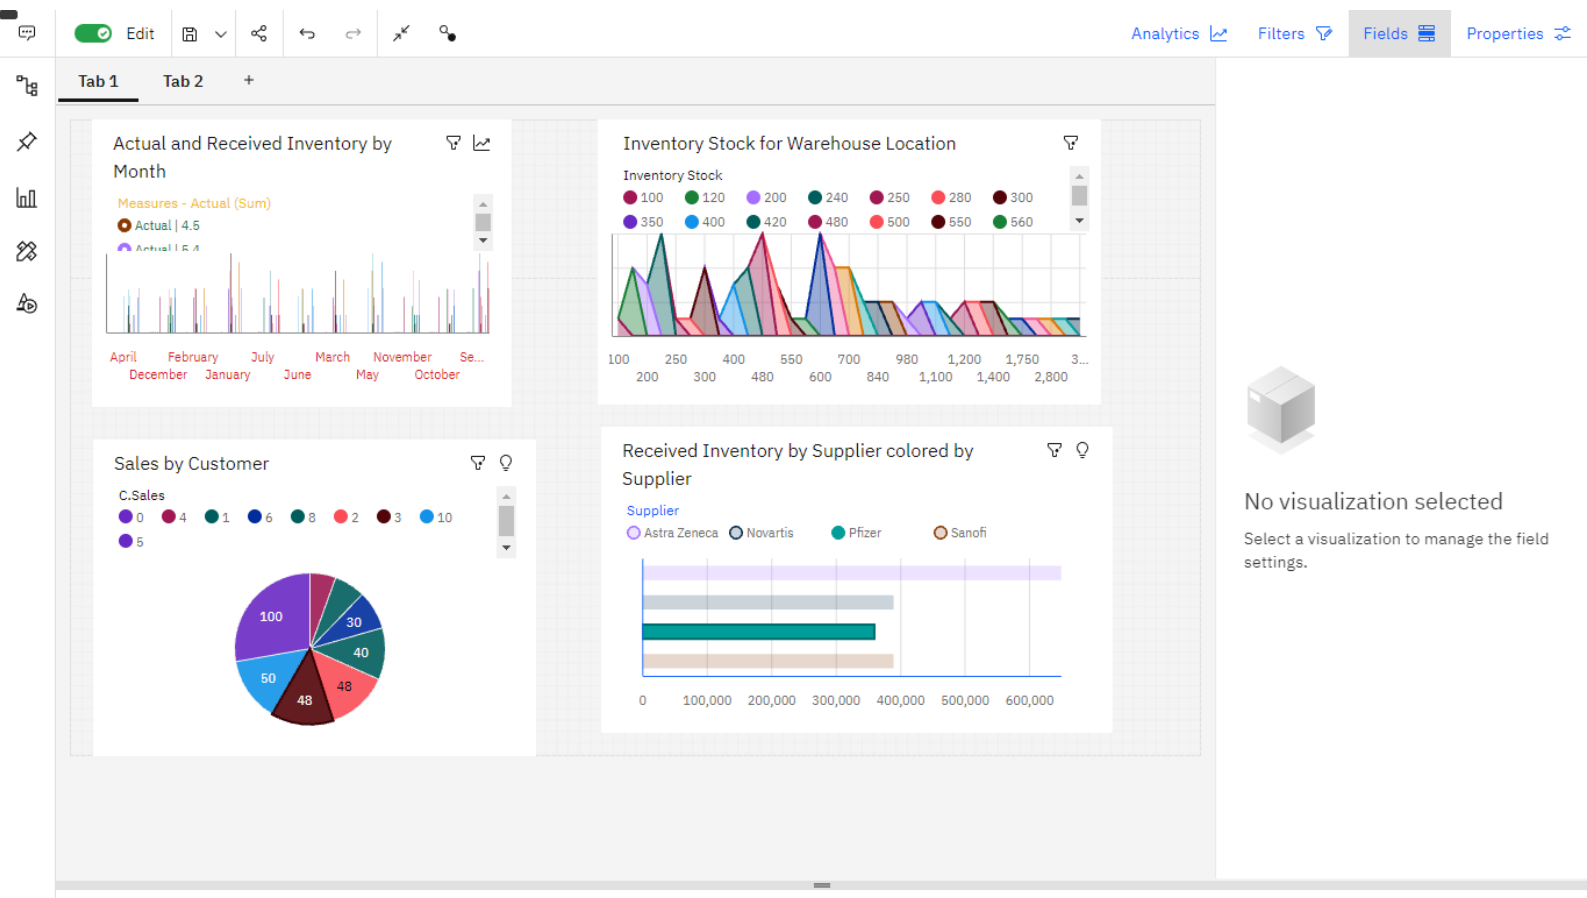 Edit
Analytics
Filters
Fields
Properties
Tab 1 Tab 2 +
Actual and Received Inventory by
Month
Measures - Actual (Sum)
Actual | 4.5
Actual | 5.4
April February July March November Se...
December January June May October
Inventory Stock for Warehouse Location
Inventory Stock
100 120 200 240 250 280 300
350 400 420 480 500 550 560
100 250 400 550 700 980 1,200 1,750 3...
200 300 480 600 840 1,100 1,400 2,800
Sales by Customer
C.Sales
0 4 1 6 8 2 3 10
5
100
30
40
50
48
48
Received Inventory by Supplier colored by
Supplier
Supplier
Astra Zeneca Novartis Pfizer Sanofi
0 100,000 200,000 300,000 400,000 500,000 600,000
No visualization selected
Select a visualization to manage the field
settings.